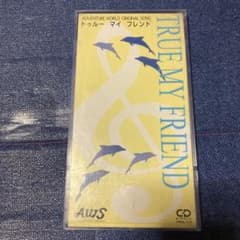 ADVENTURE WORLD ORIGINAL SONG
トゥルー マイ フレンド
TRUE MY FRIEND
AWS
CD